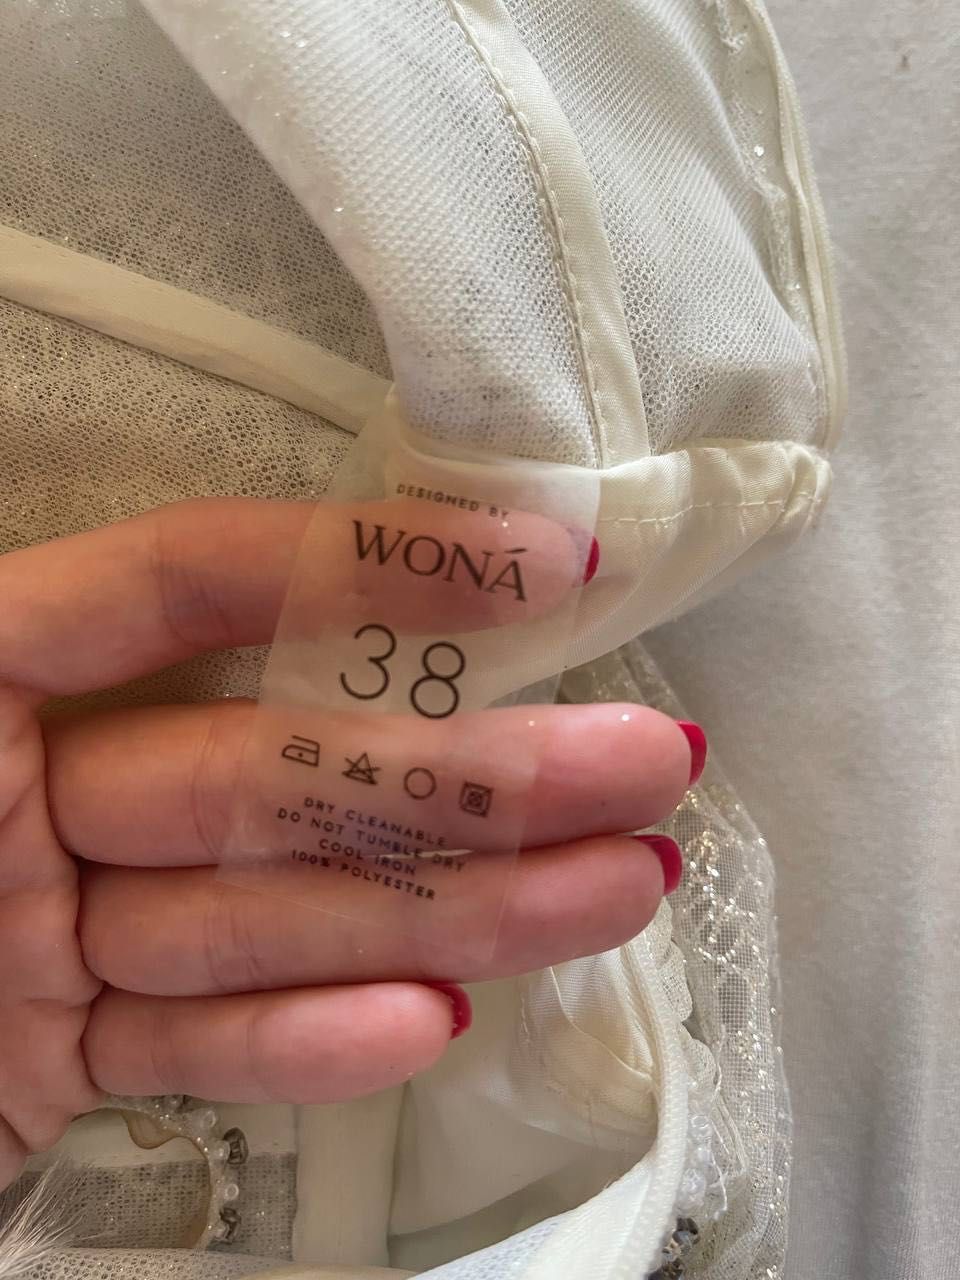 DESIGNED BY
WONÁ
38
DRY CLEANABLE
DO NOT TUMBLE DRY
COOL IRON
100% POLYESTER